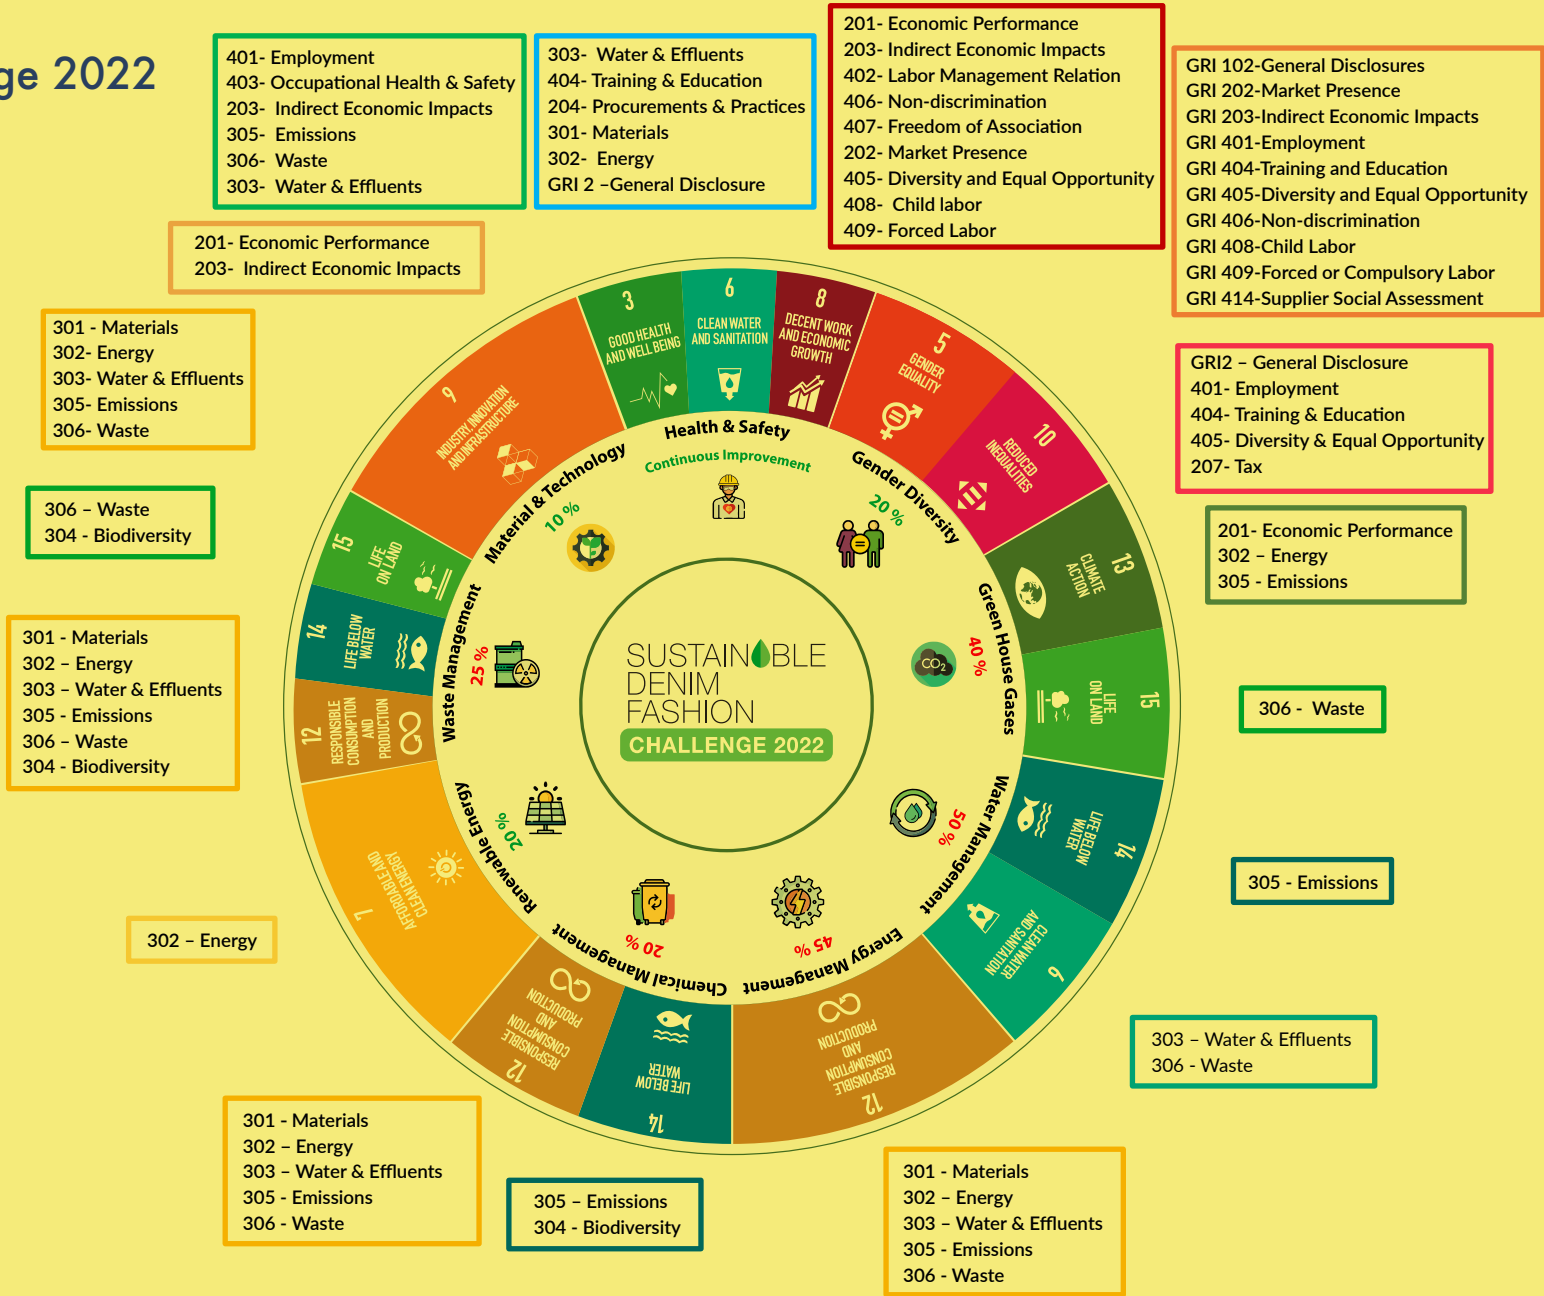 ge 2022
401- Employment
403- Occupational Health & Safety
203- Indirect Economic Impacts
305- Emissions
306- Waste
303- Water & Effluents
303- Water & Effluents
404- Training & Education
204- Procurements & Practices
301- Materials
302- Energy
GRI 2 –General Disclosure
201- Economic Performance
203- Indirect Economic Impacts
402- Labor Management Relation
406- Non-discrimination
407- Freedom of Association
202- Market Presence
405- Diversity and Equal Opportunity
408- Child labor
409- Forced Labor
GRI 102-General Disclosures
GRI 202-Market Presence
GRI 203-Indirect Economic Impacts
GRI 401-Employment
GRI 404-Training and Education
GRI 405-Diversity and Equal Opportunity
GRI 406-Non-discrimination
GRI 408-Child Labor
GRI 409-Forced or Compulsory Labor
GRI 414-Supplier Social Assessment
201- Economic Performance
203- Indirect Economic Impacts
301 - Materials
302- Energy
303- Water & Effluents
305- Emissions
306- Waste
GRI2 – General Disclosure
401- Employment
404- Training & Education
405- Diversity & Equal Opportunity
207- Tax
306 – Waste
304 - Biodiversity
201- Economic Performance
302 – Energy
305 - Emissions
301 - Materials
302 – Energy
303 – Water & Effluents
305 - Emissions
306 – Waste
304 - Biodiversity
306 - Waste
305 - Emissions
302 – Energy
303 – Water & Effluents
306 - Waste
301 - Materials
302 – Energy
303 – Water & Effluents
305 - Emissions
306 - Waste
305 – Emissions
304 - Biodiversity
301 - Materials
302 – Energy
303 – Water & Effluents
305 - Emissions
306 - Waste
3
GOOD HEALTH
AND WELL BEING
6
CLEAN WATER
AND SANITATION
8
DECENT WORK
AND ECONOMIC
GROWTH
5
GENDER
EQUALITY
10
REDUCED
INEQUALITIES
13
CLIMATE
ACTION
15
LIFE
ON LAND
14
LIFE BELOW
WATER
6
CLEAN WATER
AND SANITATION
12
RESPONSIBLE
CONSUMPTION
AND
PRODUCTION
14
LIFE BELOW
WATER
12
RESPONSIBLE
CONSUMPTION
AND
PRODUCTION
7
AFFORDABLE AND
CLEAN ENERGY
12
RESPONSIBLE
CONSUMPTION
AND
PRODUCTION
14
LIFE BELOW
WATER
15
LIFE
ON LAND
9
INDUSTRY, INNOVATION
AND INFRASTRUCTURE
Health & Safety
Continuous Improvement
Gender Diversity
20 %
Green House Gases
40 %
CO2
Water Management
50 %
Energy Management
45 %
Chemical Management
20 %
Renewable Energy
20 %
Waste Management
25 %
Material & Technology
10 %
SUSTAINABLE
DENIM
FASHION
CHALLENGE 2022